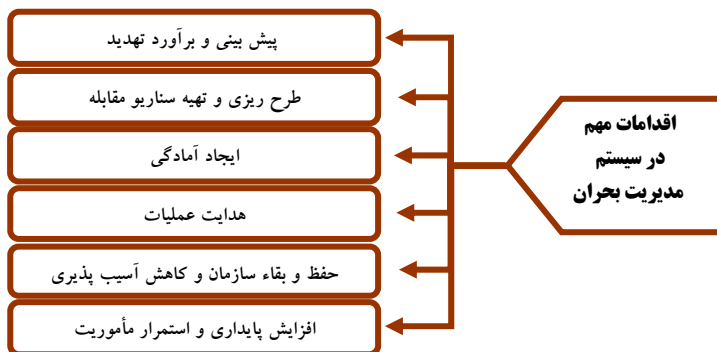 اقدامات مهم
در سیستم
مدیریت بحران
پیش بینی و برآورد تهدید
طرح ریزی و تهیه سناریو مقابله
ایجاد آمادگی
هدایت عملیات
حفظ و بقاء سازمان و کاهش آسیب پذیری
افزایش پایداری و استمرار مأموریت